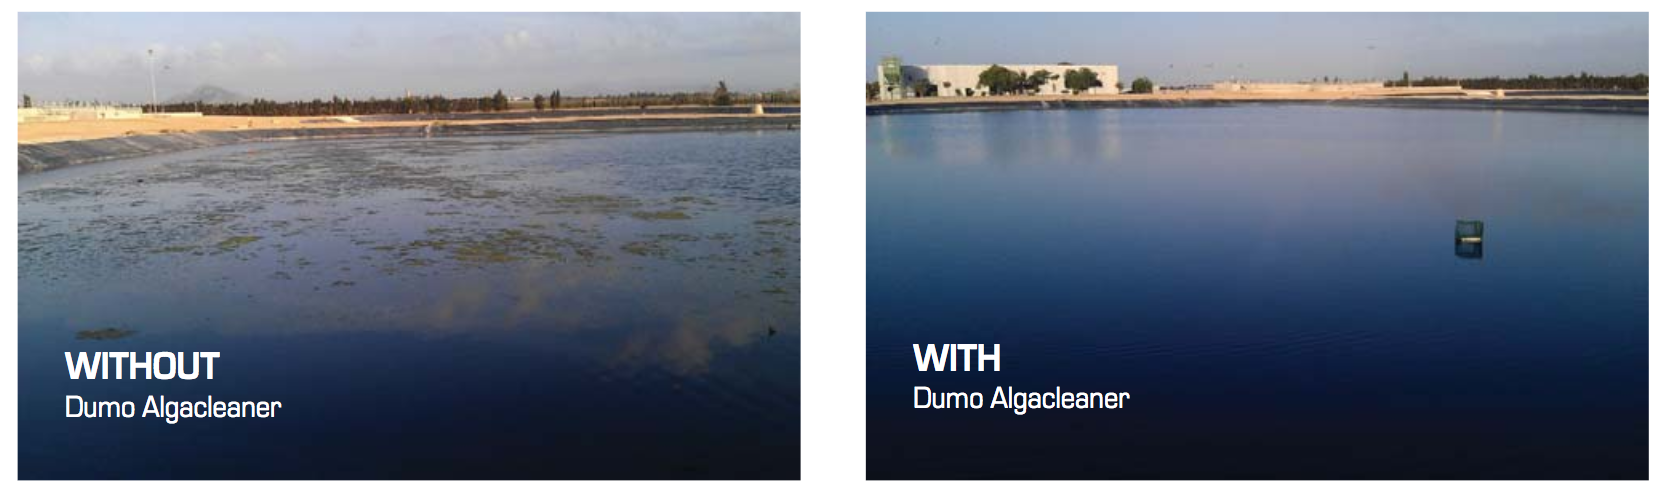 WITHOUT
Dumo Algacleaner
WITH
Dumo Algacleaner